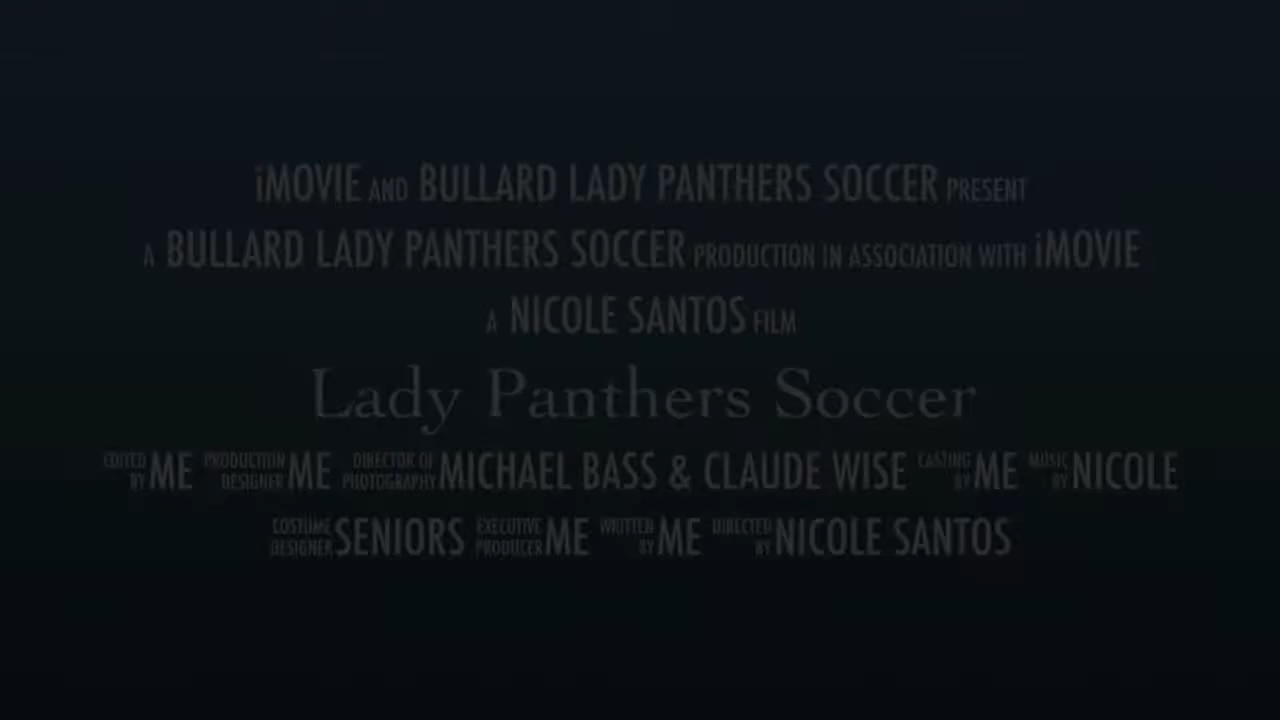 iMOVIE AND BULLARD LADY PANTHERS SOCCER PRESENT
A BULLARD LADY PANTHERS SOCCER PRODUCTION IN ASSOCIATION WITH iMOVIE
A NICOLE SANTOS FILM
Lady Panthers Soccer
EDITED BY ME PRODUCTION DESIGNER ME DIRECTOR OF PHOTOGRAPHY MICHAEL BASS & CLAUDE WISE CASTING BY ME MUSIC BY NICOLE
COSTUME DESIGNER SENIORS EXECUTIVE PRODUCER ME WRITTEN BY ME DIRECTED BY NICOLE SANTOS